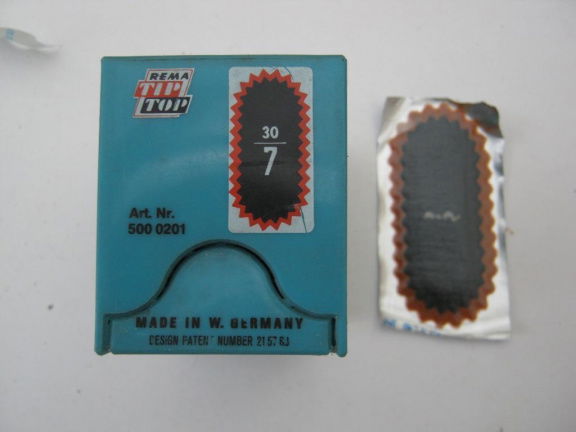 REMA
TIP
TOP
30
7
Art. Nr.
500 0201
MADE IN W. GERMANY
DESIGN PATENT NUMBER